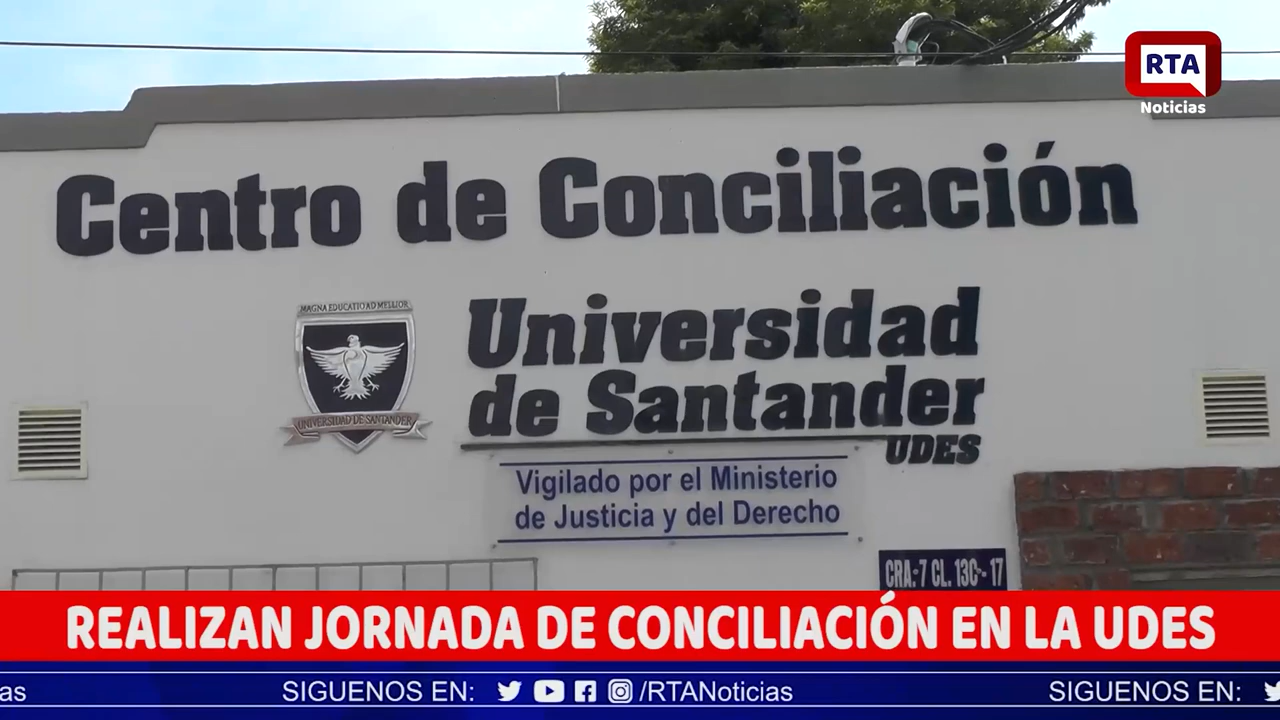 RTA
Noticias
Centro de Conciliación
MAGNA EDUCATIO AD MELLIOR
Universidad
de Santander
UNIVERSIDAD DE SANTANDER
UDES
Vigilado por el Ministerio
de Justicia y del Derecho
CRA:-7 CL. 13C-- 17
REALIZAN JORNADA DE CONCILIACIÓN EN LA UDES
as SIGUENOS EN: /RTANoticias SIGUENOS EN: